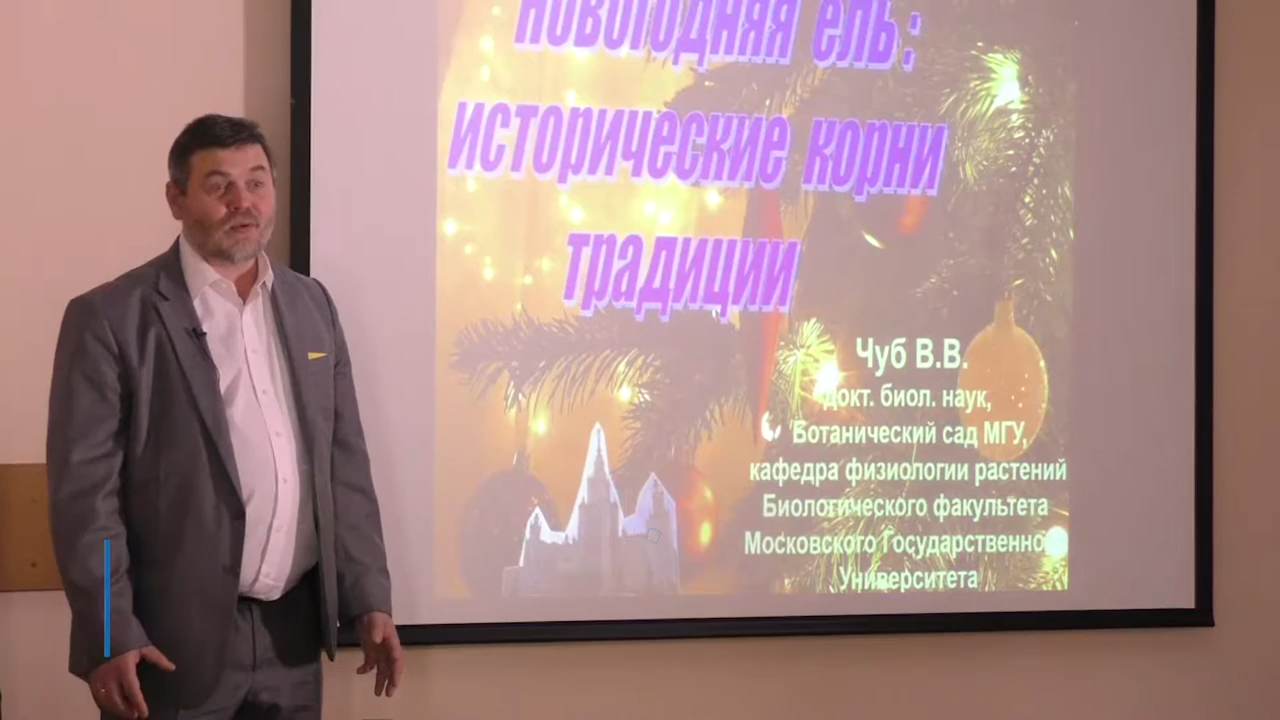 новогодняя ель:
исторические корни
традиции
Чуб В.В.
докт. биол. наук,
Ботанический сад МГУ,
кафедра физиологии растений
Биологического факультета
Московского Государственного
Университета